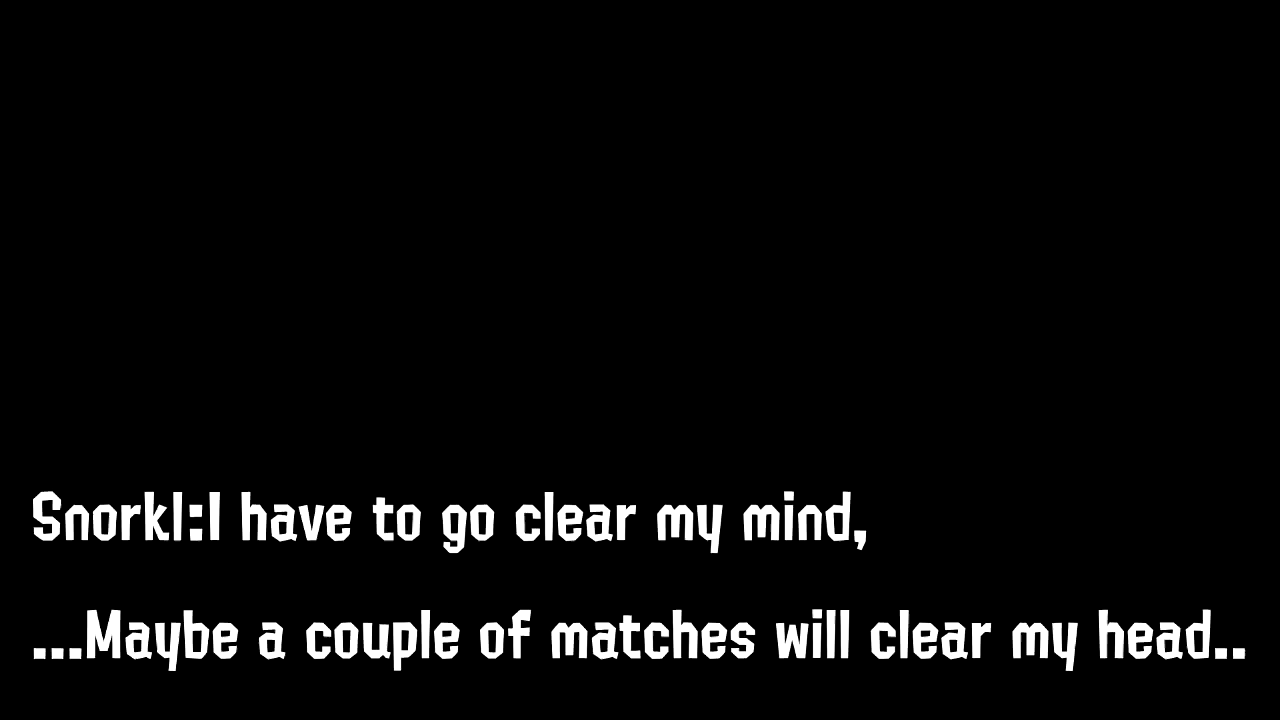 Snorkl:I have to go clear my mind,
...Maybe a couple of matches will clear my head..